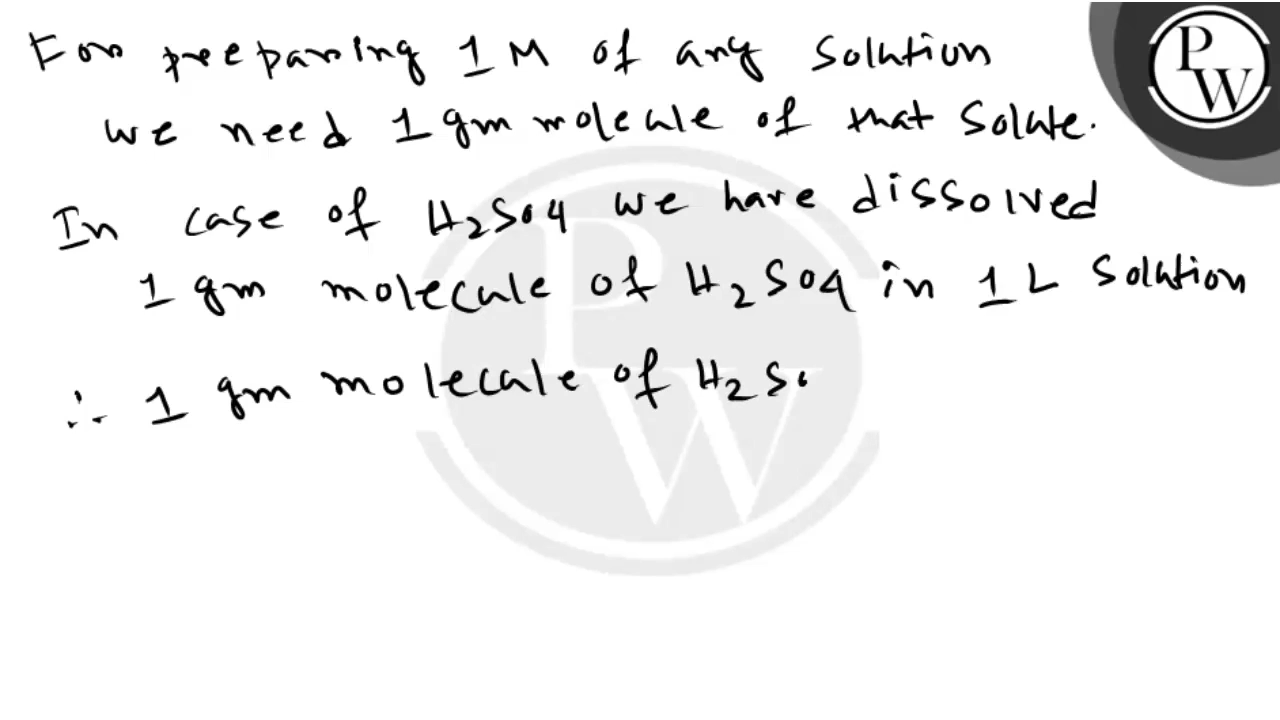 For preparing 1 M of any solution
we need 1 gm molecule of that solute.
In case of H₂SO₄ we have dissolved
1 gm molecule of H₂SO₄ in 1 L solution
∴ 1 gm molecule of H₂S
PW